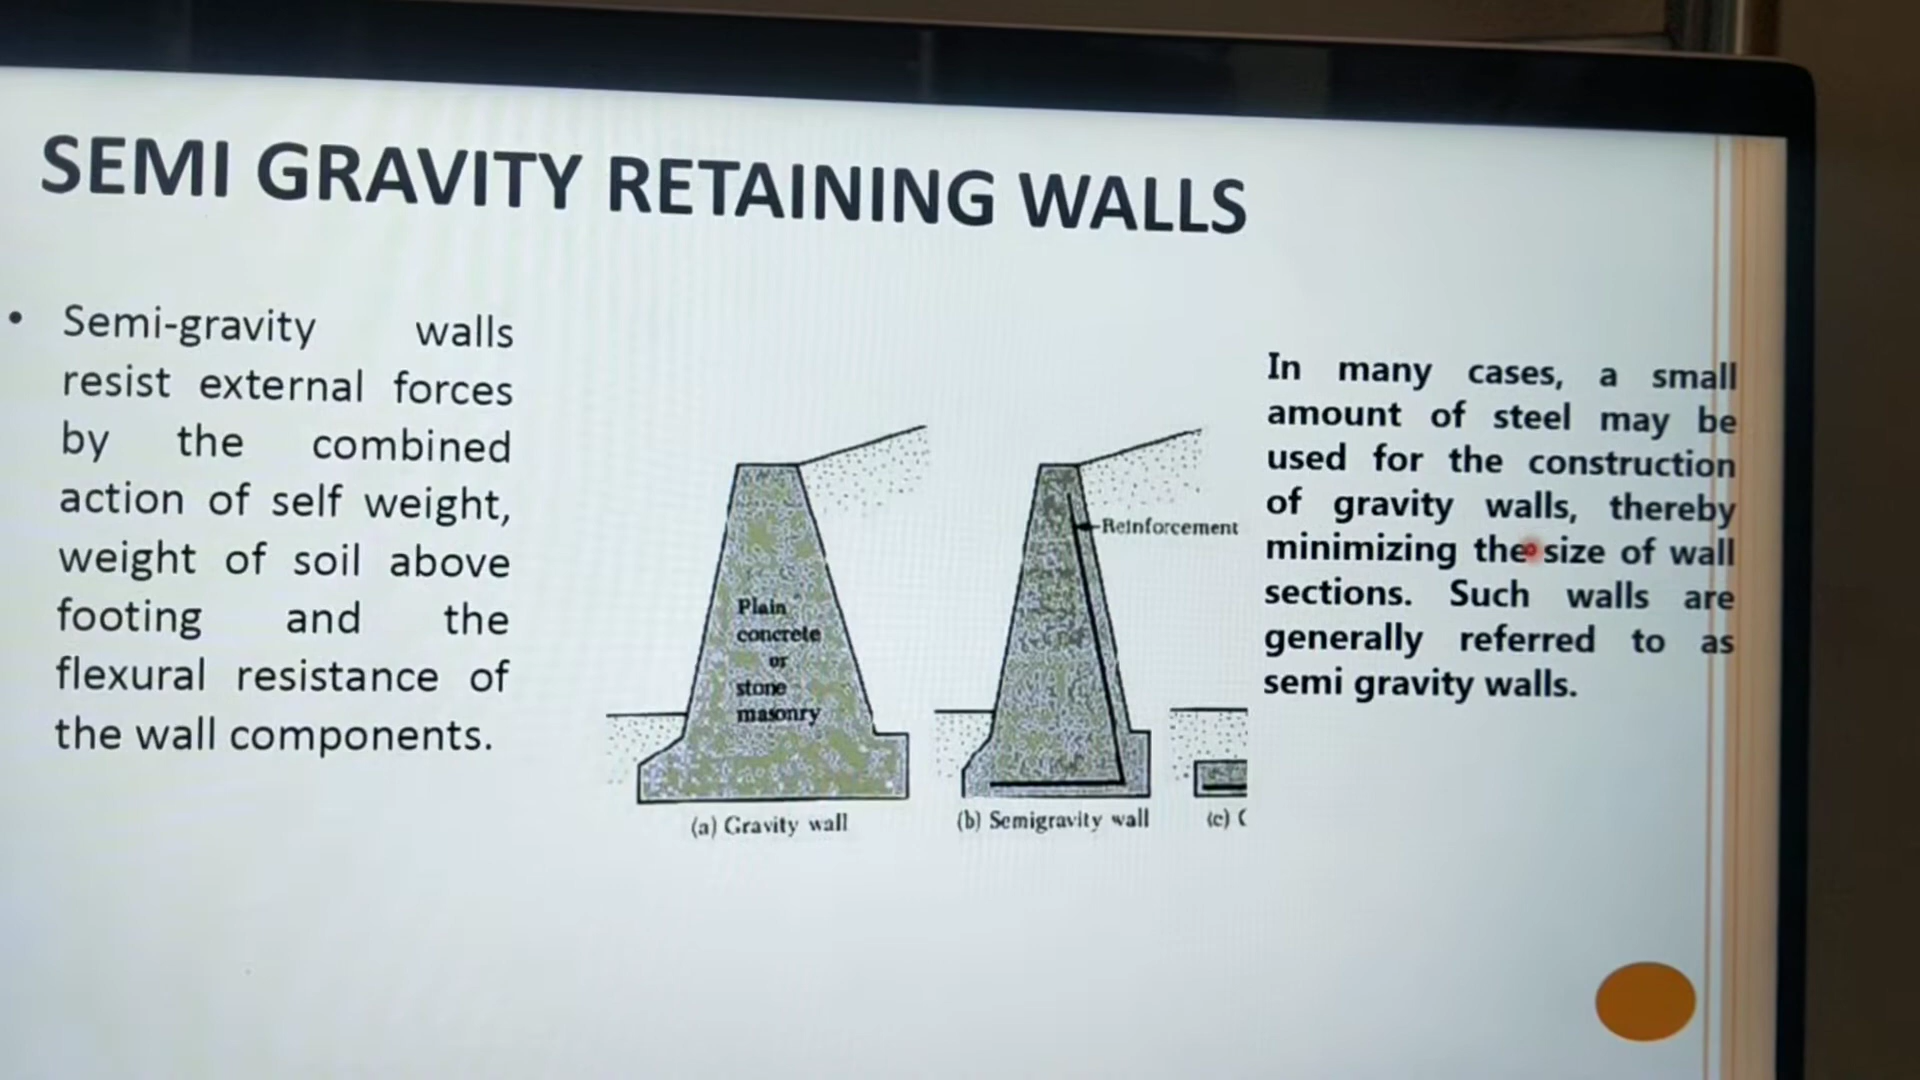 SEMI GRAVITY RETAINING WALLS
• Semi-gravity walls
resist external forces
by the combined
action of self weight,
weight of soil above
footing and the
flexural resistance of
the wall components.
Plain
concrete
or
stone
masonry
(a) Gravity wall
Reinforcement
(b) Semigravity wall
(c) C
In many cases, a small
amount of steel may be
used for the construction
of gravity walls, thereby
minimizing the size of wall
sections. Such walls are
generally referred to as
semi gravity walls.